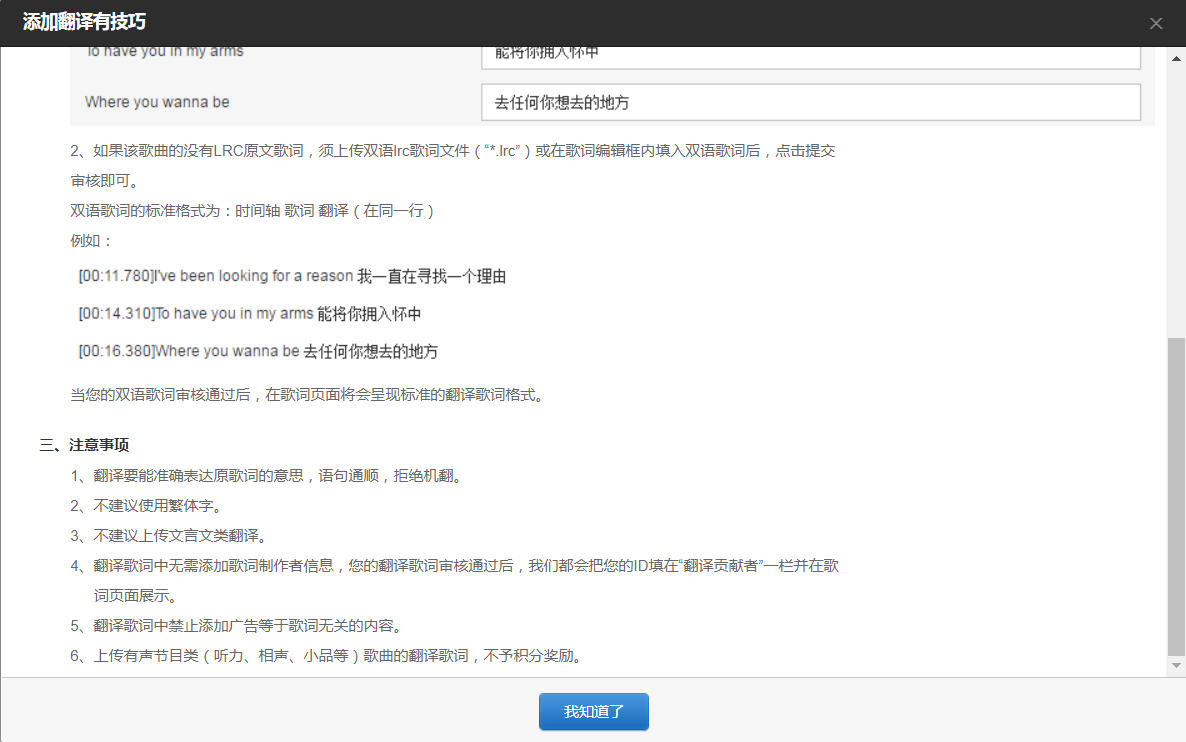 添加翻译有技巧
To have you in my arms 能将你拥入怀中
Where you wanna be 去任何你想去的地方
2、如果该歌曲的没有LRC原文歌词，须上传双语lrc歌词文件（“*.lrc”）或在歌词编辑框内填入双语歌词后，点击提交
审核即可。
双语歌词的标准格式为：时间轴 歌词 翻译（在同一行）
例如：
[00:11.780]I've been looking for a reason 我一直在寻找一个理由
[00:14.310]To have you in my arms 能将你拥入怀中
[00:16.380]Where you wanna be 去任何你想去的地方
当您的双语歌词审核通过后，在歌词页面将会呈现标准的翻译歌词格式。
三、注意事项
1、翻译要能准确表达原歌词的意思，语句通顺，拒绝机翻。
2、不建议使用繁体字。
3、不建议上传文言文类翻译。
4、翻译歌词中无需添加歌词制作者信息，您的翻译歌词审核通过后，我们都会把您的ID填在“翻译贡献者”一栏并在歌
词页面展示。
5、翻译歌词中禁止添加广告等于歌词无关的内容。
6、上传有声节目类（听力、相声、小品等）歌曲的翻译歌词，不予积分奖励。
我知道了